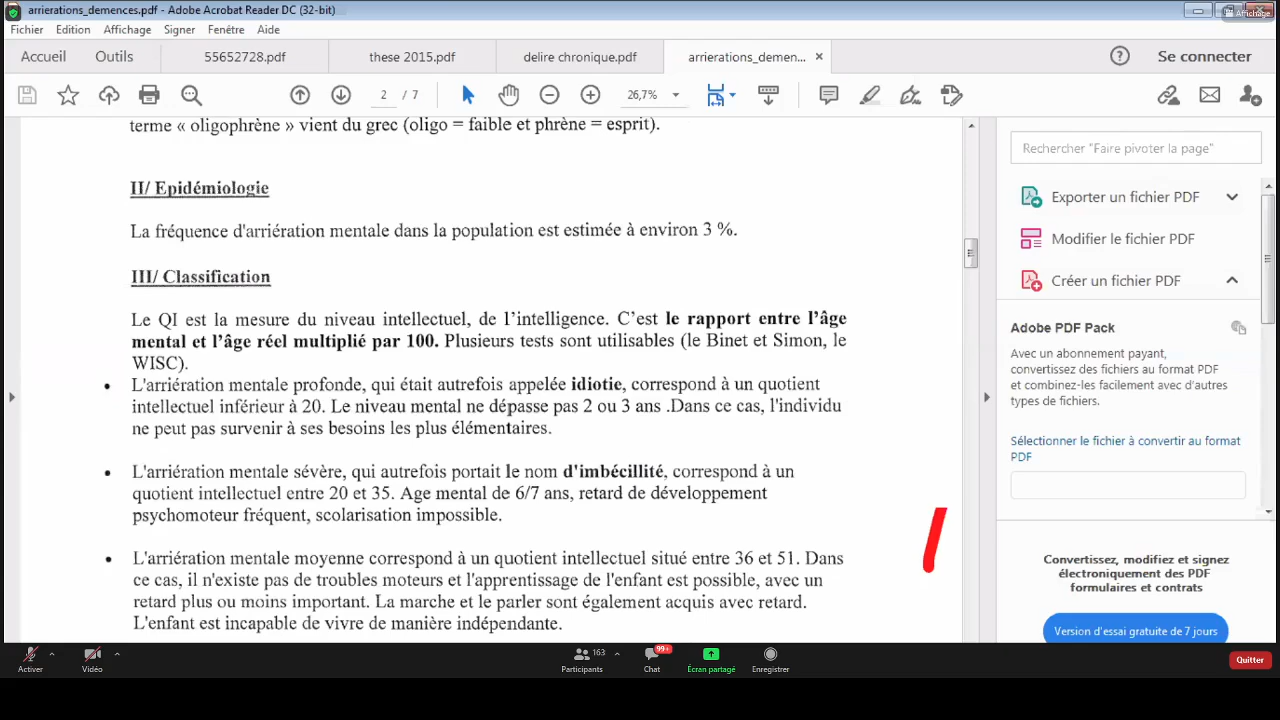 arrierations_demences.pdf - Adobe Acrobat Reader DC (32-bit)
Affichage
Fichier Edition Affichage Signer Fenêtre Aide
Accueil Outils 55652728.pdf these 2015.pdf delire chronique.pdf arrierations_demen... × Se connecter
2 / 7 26,7%
terme « oligophrène » vient du grec (oligo = faible et phrène = esprit).
II/ Epidémiologie
La fréquence d'arriération mentale dans la population est estimée à environ 3 %.
III/ Classification
Le QI est la mesure du niveau intellectuel, de l'intelligence. C'est le rapport entre l'âge
mental et l'âge réel multiplié par 100. Plusieurs tests sont utilisables (le Binet et Simon, le
WISC).
• L'arriération mentale profonde, qui était autrefois appelée idiotie, correspond à un quotient
intellectuel inférieur à 20. Le niveau mental ne dépasse pas 2 ou 3 ans .Dans ce cas, l'individu
ne peut pas survenir à ses besoins les plus élémentaires.
• L'arriération mentale sévère, qui autrefois portait le nom d'imbécillité, correspond à un
quotient intellectuel entre 20 et 35. Age mental de 6/7 ans, retard de développement
psychomoteur fréquent, scolarisation impossible.
• L'arriération mentale moyenne correspond à un quotient intellectuel situé entre 36 et 51. Dans
ce cas, il n'existe pas de troubles moteurs et l'apprentissage de l'enfant est possible, avec un
retard plus ou moins important. La marche et le parler sont également acquis avec retard.
L'enfant est incapable de vivre de manière indépendante.
Rechercher "Faire pivoter la page"
Exporter un fichier PDF
Modifier le fichier PDF
Créer un fichier PDF
Adobe PDF Pack
Avec un abonnement payant,
convertissez des fichiers au format PDF
et combinez-les facilement avec d'autres
types de fichiers.
Sélectionner le fichier à convertir au format
PDF
Convertissez, modifiez et signez
électroniquement des PDF
formulaires et contrats
Version d'essai gratuite de 7 jours
163 99+
Activer Vidéo Participants Chat Écran partagé Enregistrer Quitter